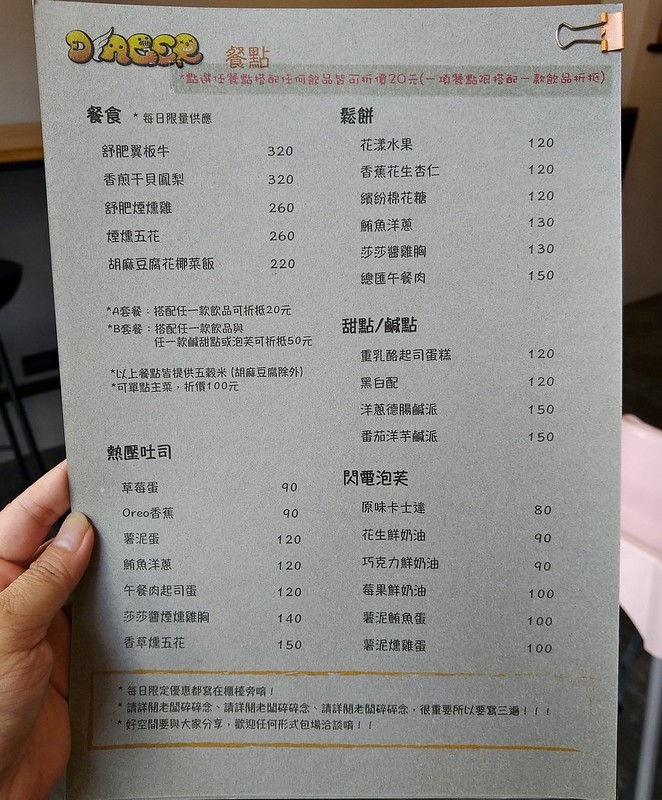 DIABER 餐點
*點選任餐點搭配任何飲品皆可折價20元(一項餐點限搭配一款飲品折抵)
餐食 *每日限量供應
舒肥翼板牛 320
香煎干貝鳳梨 320
舒肥煙燻雞 260
煙燻五花 260
胡麻豆腐花椰菜飯 220
*A套餐：搭配任一款飲品可折抵20元
*B套餐：搭配任一款飲品與
任一款鹹甜點或泡芙可折抵50元
*以上餐點皆提供五穀米(胡麻豆腐除外)
*可單點主菜，折價100元
熱壓吐司
草莓蛋 90
Oreo香蕉 90
薯泥蛋 120
鮪魚洋蔥 120
午餐肉起司蛋 120
莎莎醬煙燻雞胸 140
香草燻五花 150
鬆餅
花漾水果 120
香蕉花生杏仁 120
繽紛棉花糖 120
鮪魚洋蔥 130
莎莎醬雞胸 130
總匯午餐肉 150
甜點/鹹點
重乳酪起司蛋糕 120
黑白配 120
洋蔥德腸鹹派 150
番茄洋芋鹹派 150
閃電泡芙
原味卡士達 80
花生鮮奶油 90
巧克力鮮奶油 90
莓果鮮奶油 100
薯泥鮪魚蛋 100
薯泥燻雞蛋 100
*每日限定優惠都寫在櫃檯旁唷！
*請詳閱老闆碎碎念、請詳閱老闆碎碎念、請詳閱老闆碎碎念，很重要所以要寫三遍！！！
*好空間要與大家分享，歡迎任何形式包場洽談唷！！